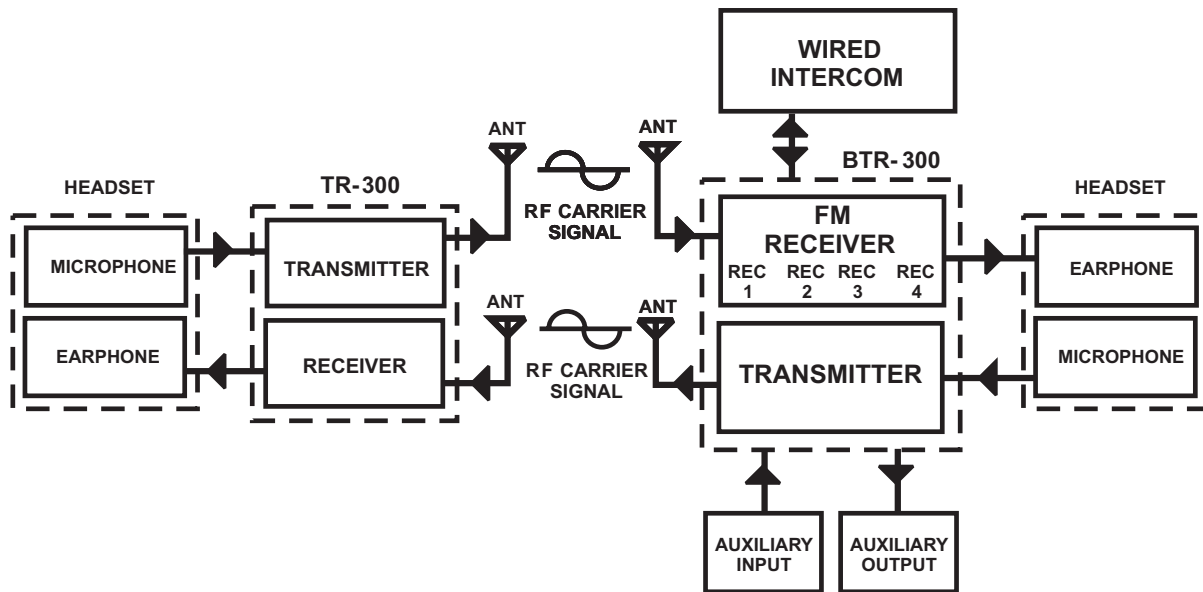 WIRED
INTERCOM
ANT
ANT
BTR-300
HEADSET
TR-300
RF CARRIER
SIGNAL
HEADSET
FM
RECEIVER
MICROPHONE
TRANSMITTER
REC REC REC REC
1 2 3 4
EARPHONE
ANT
ANT
EARPHONE
RECEIVER
RF CARRIER
SIGNAL
TRANSMITTER
MICROPHONE
AUXILIARY
INPUT
AUXILIARY
OUTPUT